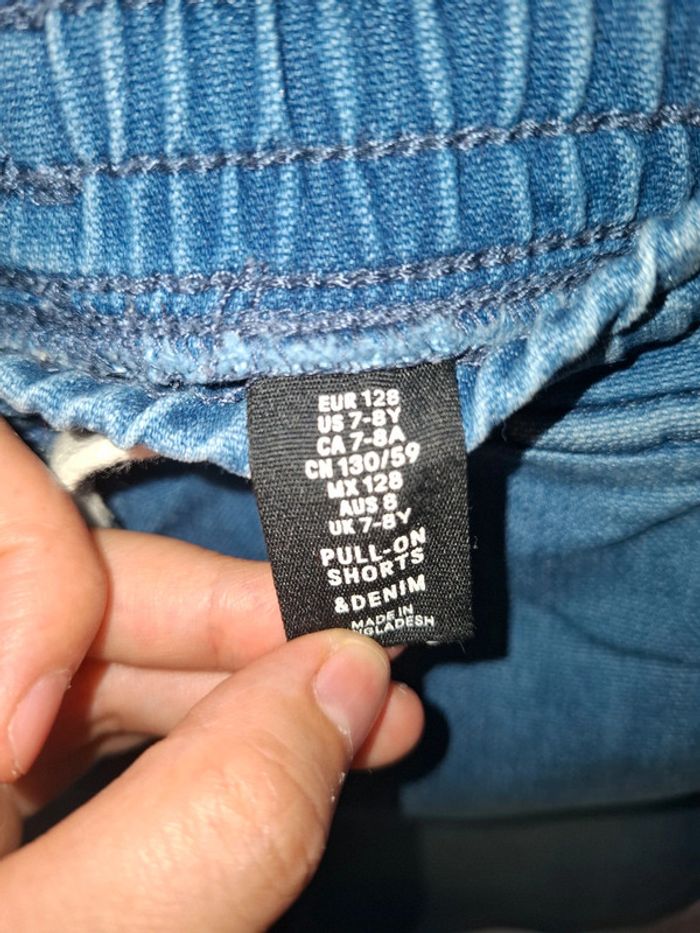 EUR 128
US 7-8Y
CA 7-8A
CN 130/59
MX 128
AUS 8
UK 7-8Y
PULL-ON
SHORTS
&DENIM
MADE IN